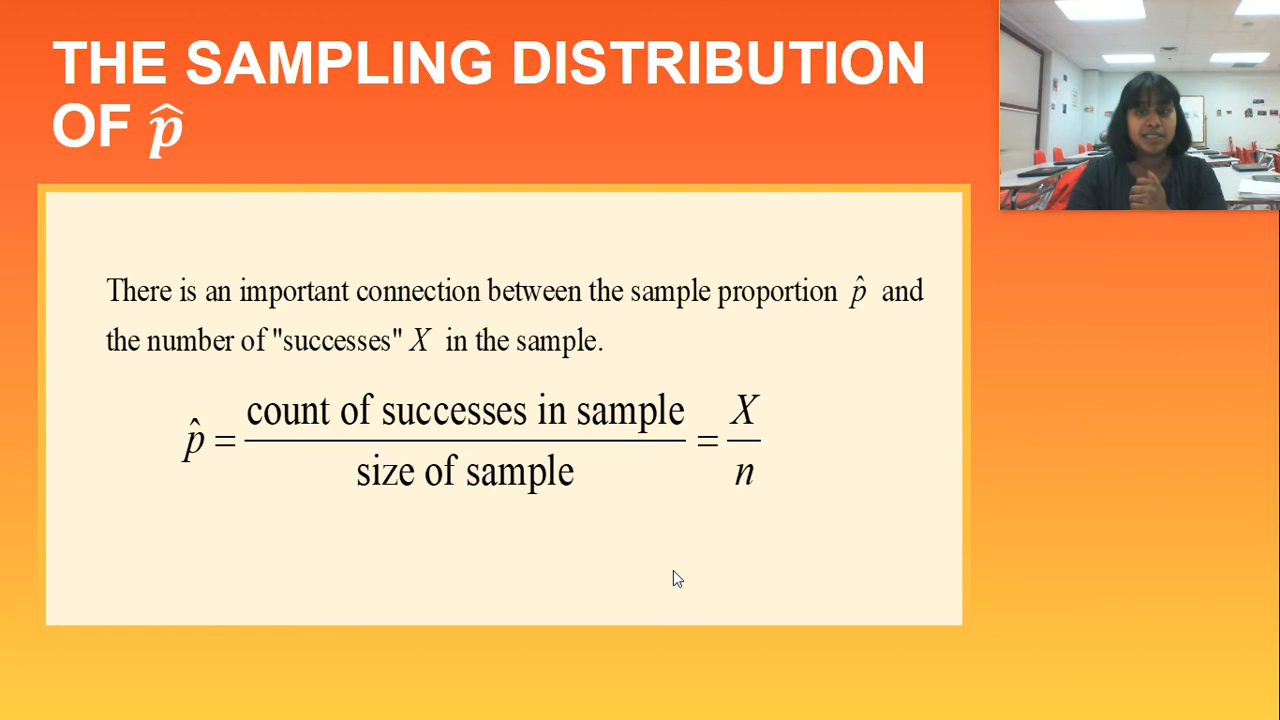 THE SAMPLING DISTRIBUTION
OF p̂
There is an important connection between the sample proportion p̂ and
the number of "successes" X in the sample.
p̂ = count of successes in sample / size of sample = X / n